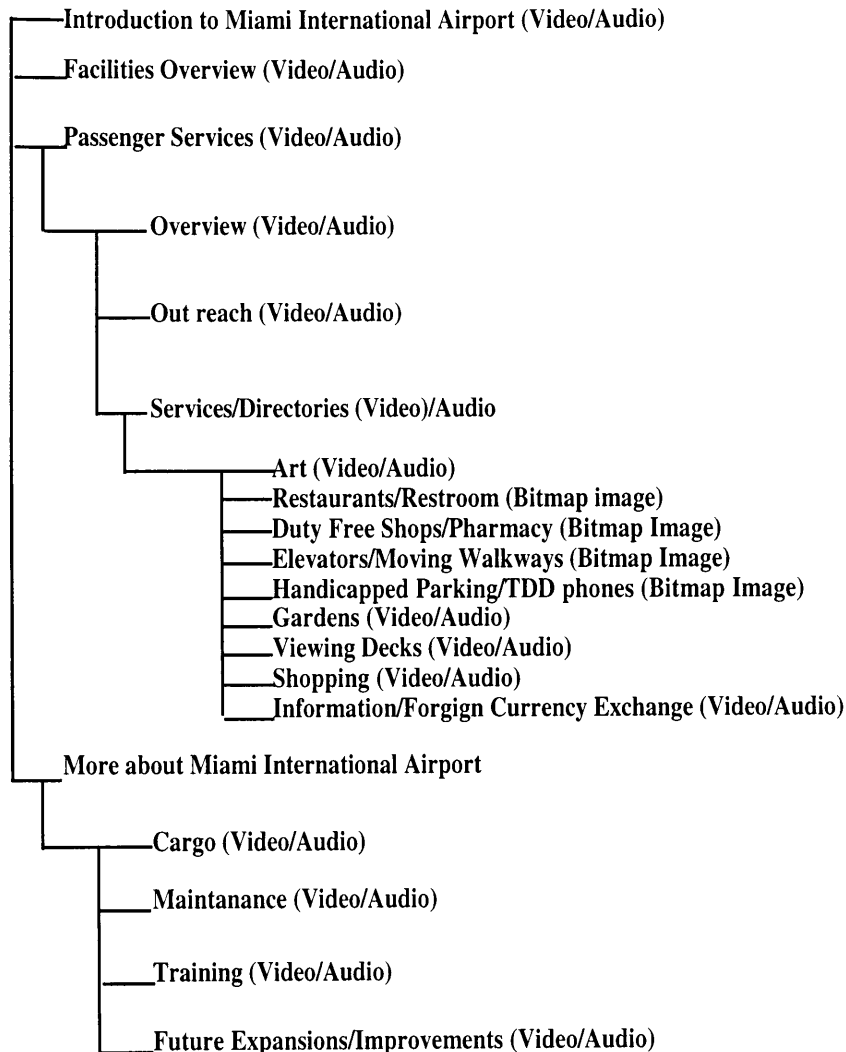 Introduction to Miami International Airport (Video/Audio)
Facilities Overview (Video/Audio)
Passenger Services (Video/Audio)
Overview (Video/Audio)
Out reach (Video/Audio)
Services/Directories (Video)/Audio
Art (Video/Audio)
Restaurants/Restroom (Bitmap image)
Duty Free Shops/Pharmacy (Bitmap Image)
Elevators/Moving Walkways (Bitmap Image)
Handicapped Parking/TDD phones (Bitmap Image)
Gardens (Video/Audio)
Viewing Decks (Video/Audio)
Shopping (Video/Audio)
Information/Forgign Currency Exchange (Video/Audio)
More about Miami International Airport
Cargo (Video/Audio)
Maintanance (Video/Audio)
Training (Video/Audio)
Future Expansions/Improvements (Video/Audio)